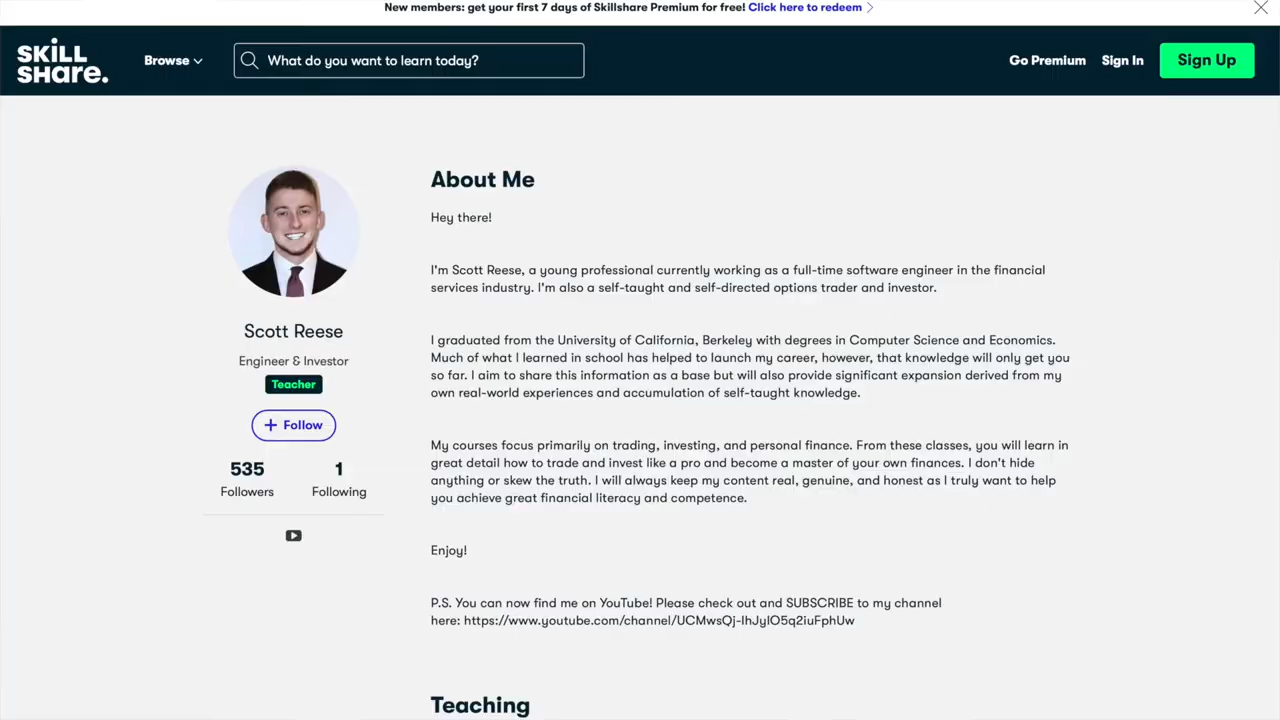 New members: get your first 7 days of Skillshare Premium for free! Click here to redeem
SKiLL
SHare.
Browse
What do you want to learn today?
Go Premium
Sign In
Sign Up
Scott Reese
Engineer & Investor
Teacher
+ Follow
535
1
Followers
Following
About Me
Hey there!
I'm Scott Reese, a young professional currently working as a full-time software engineer in the financial
services industry. I'm also a self-taught and self-directed options trader and investor.
I graduated from the University of California, Berkeley with degrees in Computer Science and Economics.
Much of what I learned in school has helped to launch my career, however, that knowledge will only get you
so far. I aim to share this information as a base but will also provide significant expansion derived from my
own real-world experiences and accumulation of self-taught knowledge.
My courses focus primarily on trading, investing, and personal finance. From these classes, you will learn in
great detail how to trade and invest like a pro and become a master of your own finances. I don't hide
anything or skew the truth. I will always keep my content real, genuine, and honest as I truly want to help
you achieve great financial literacy and competence.
Enjoy!
P.S. You can now find me on YouTube! Please check out and SUBSCRIBE to my channel
here: https://www.youtube.com/channel/UCMwsQj-IhJylO5q2iuFphUw
Teaching